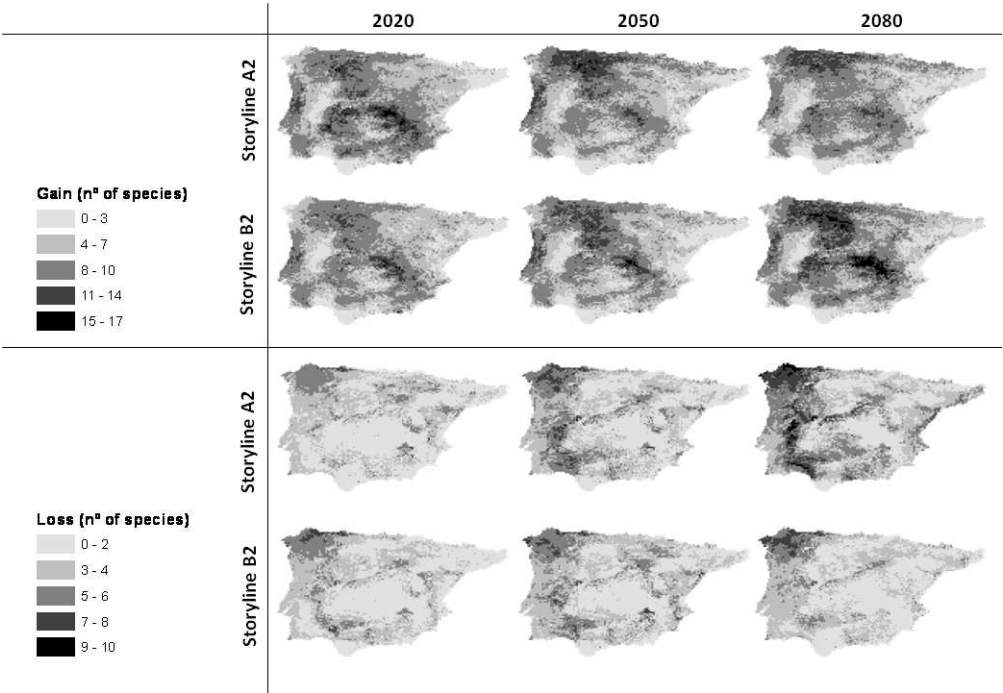 2020 2050 2080
Storyline A2
Storyline B2
Gain (nº of species)
0 - 3
4 - 7
8 - 10
11 - 14
15 - 17
Storyline A2
Storyline B2
Loss (nº of species)
0 - 2
3 - 4
5 - 6
7 - 8
9 - 10